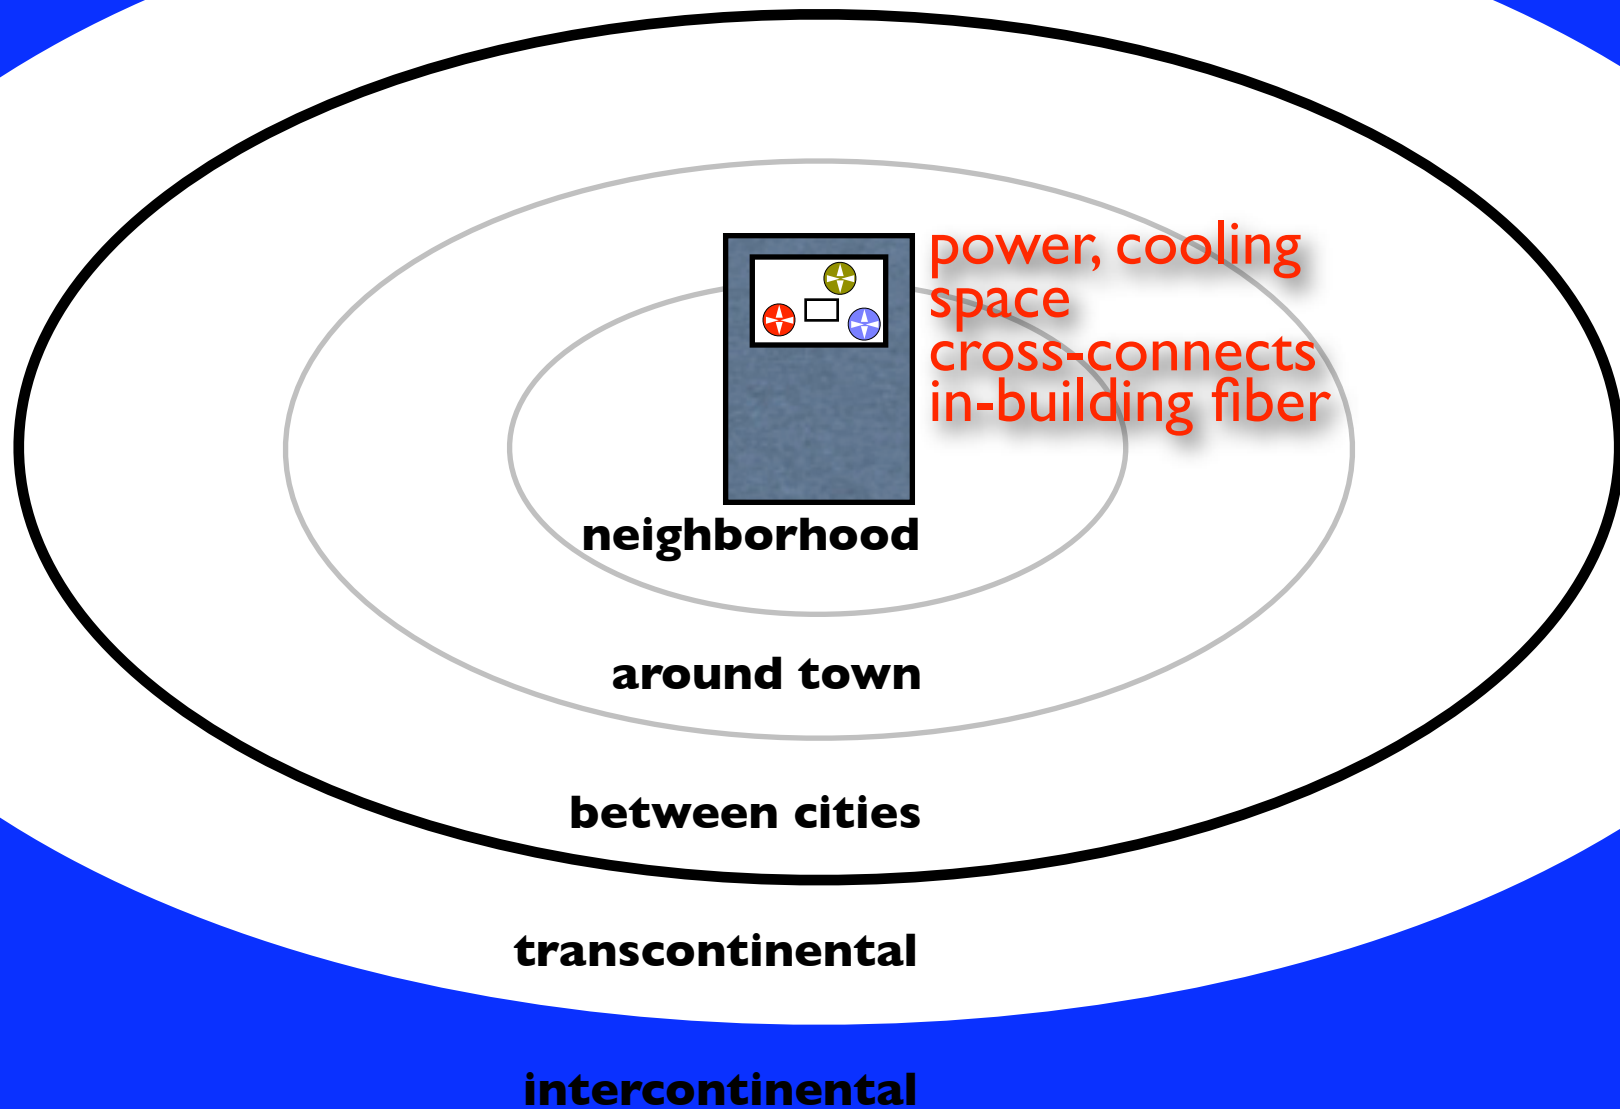 power, cooling
space
cross-connects
in-building fiber
neighborhood
around town
between cities
transcontinental
intercontinental